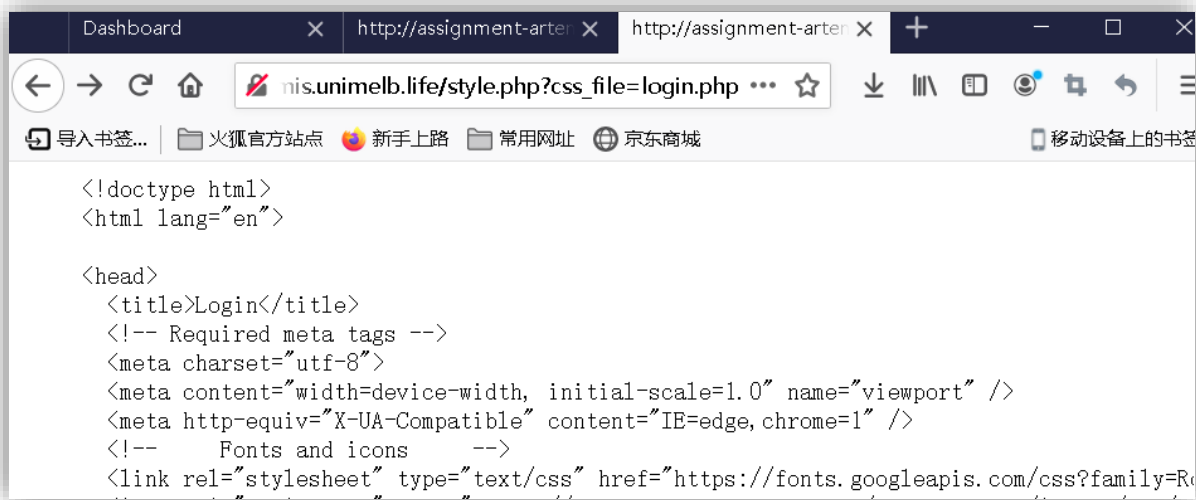 Dashboard http://assignment-arten http://assignment-arten
nis.unimelb.life/style.php?css_file=login.php
导入书签... 火狐官方站点 新手上路 常用网址 京东商城 移动设备上的书签
<!doctype html>
<html lang="en">
<head>
<title>Login</title>
<!-- Required meta tags -->
<meta charset="utf-8">
<meta content="width=device-width, initial-scale=1.0" name="viewport" />
<meta http-equiv="X-UA-Compatible" content="IE=edge,chrome=1" />
<!--     Fonts and icons     -->
<link rel="stylesheet" type="text/css" href="https://fonts.googleapis.com/css?family=R